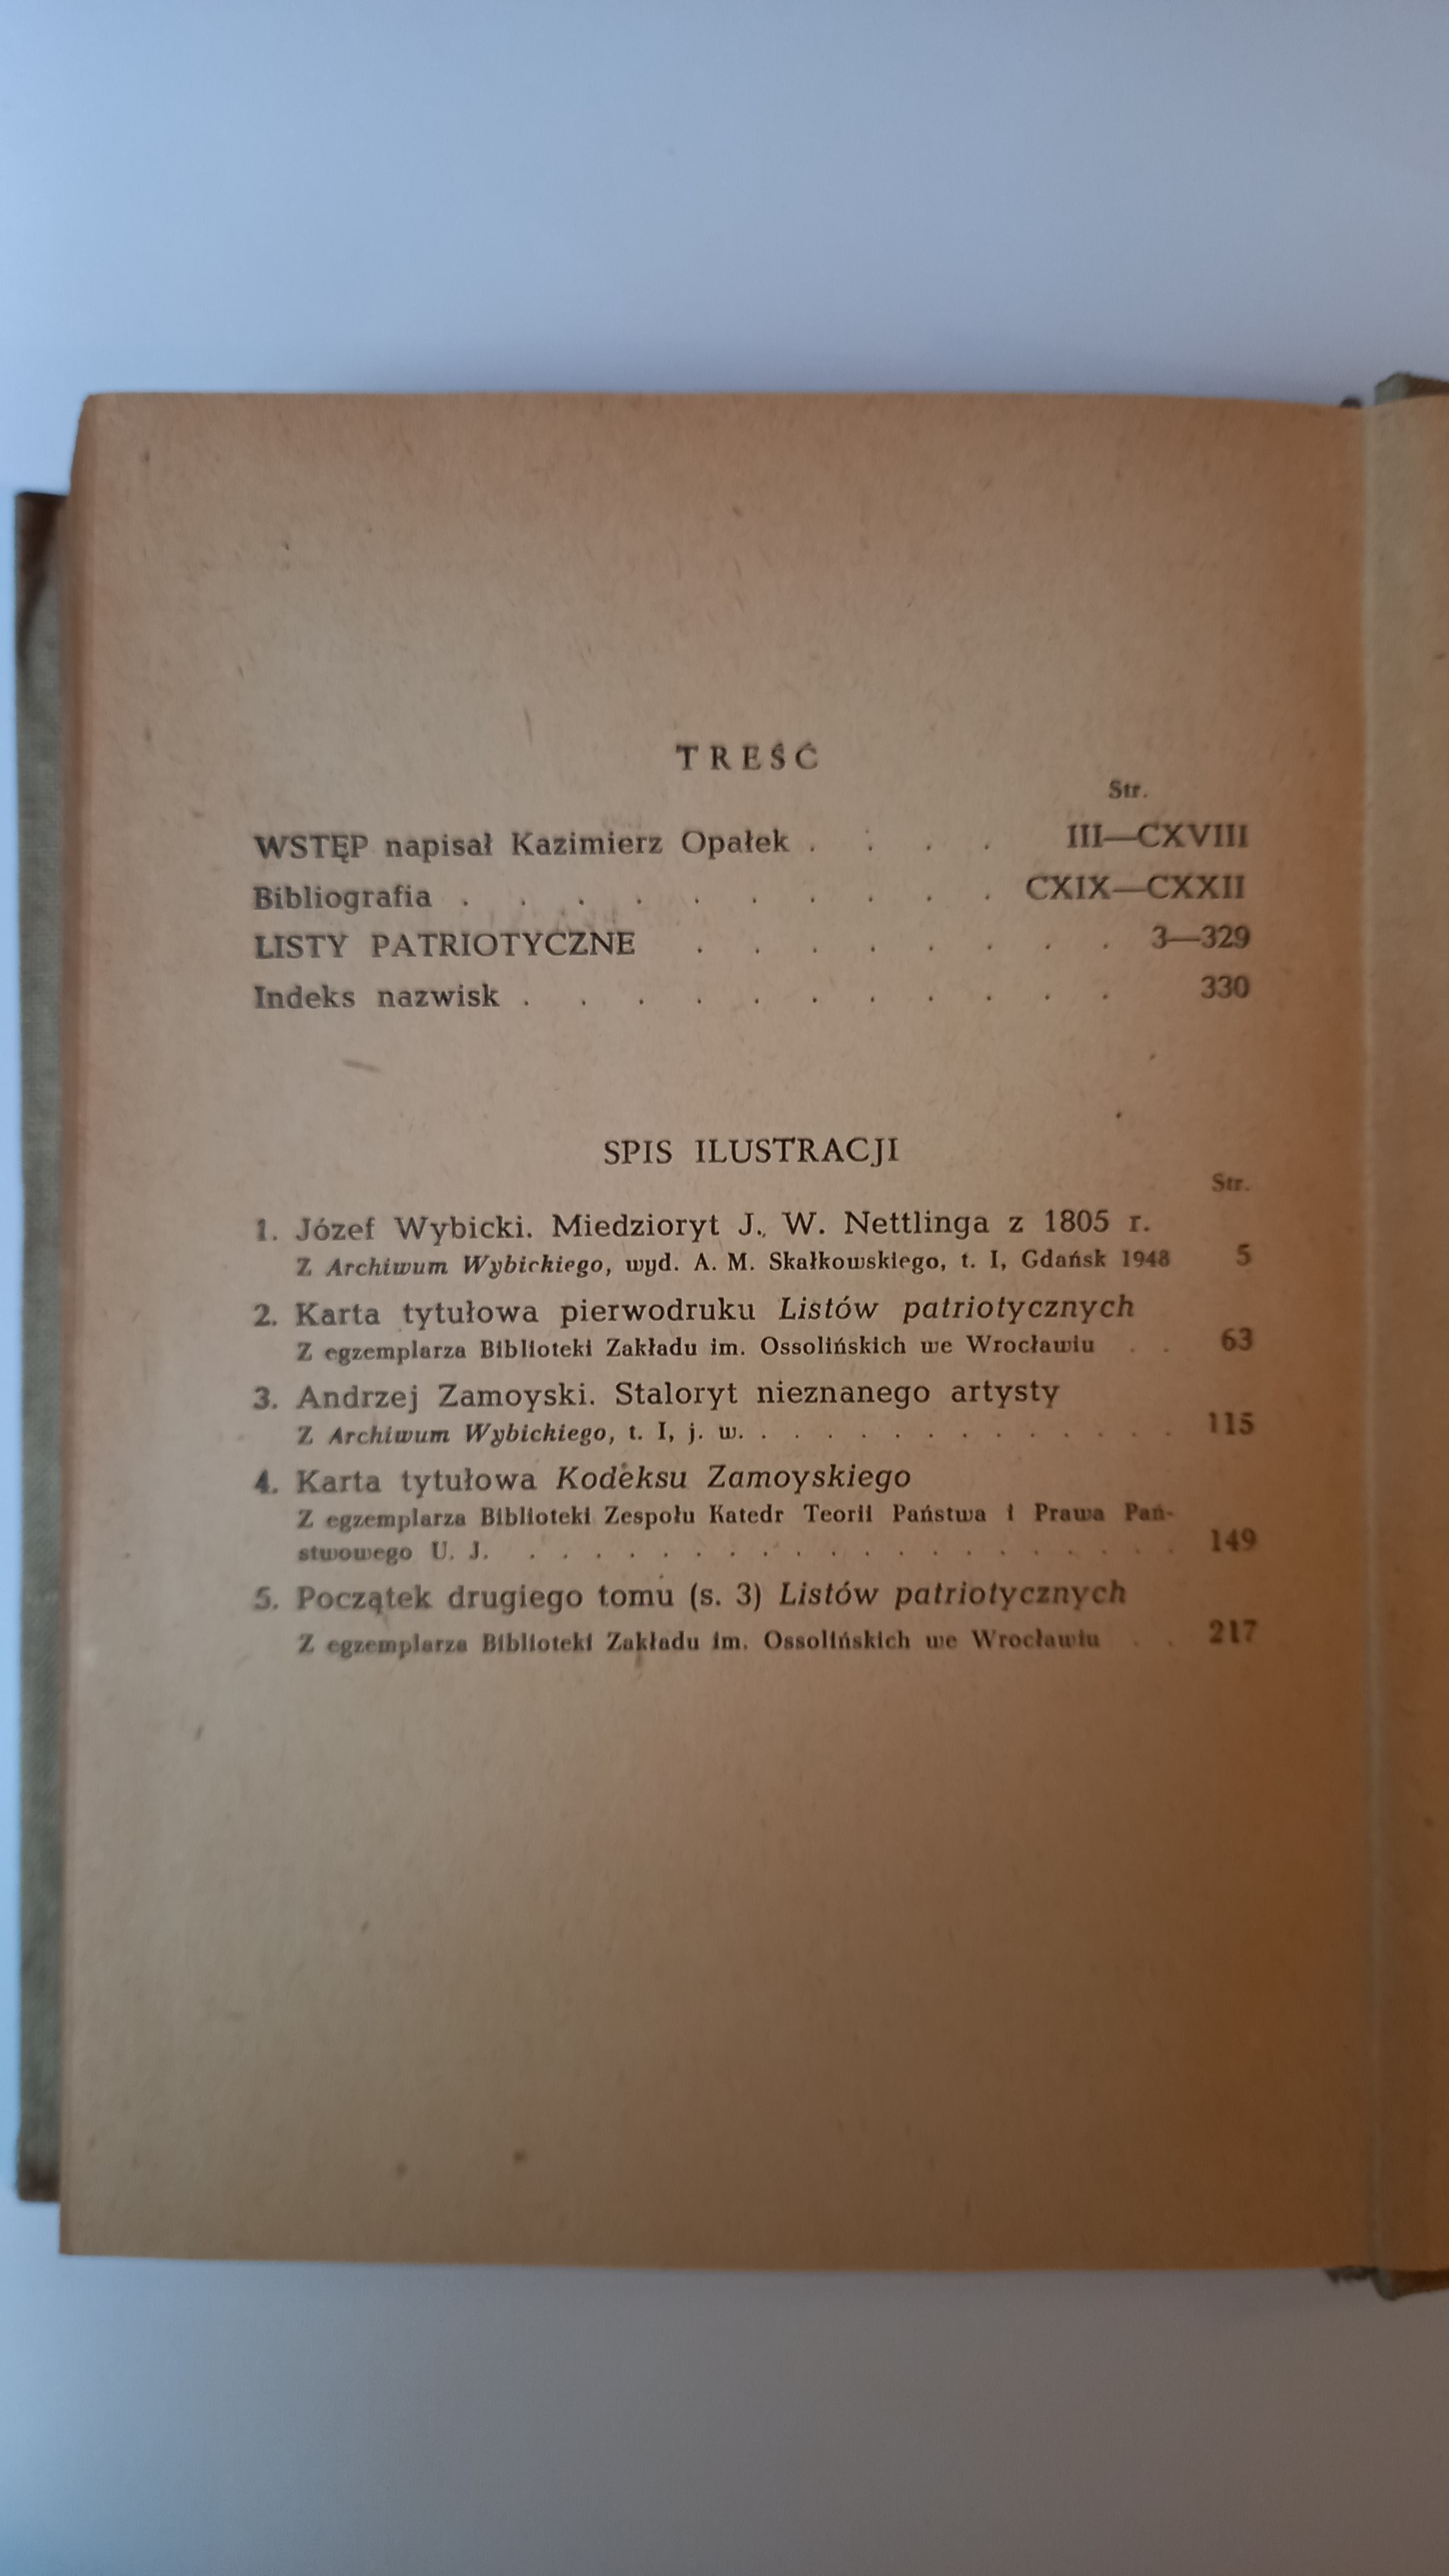 TREŚĆ
Str.
WSTĘP napisał Kazimierz Opałek . . . . III—CXVIII
Bibliografia . . . . . . . . . . CXIX—CXXII
LISTY PATRIOTYCZNE . . . . . . . . 3—329
Indeks nazwisk . . . . . . . . . . . 330
SPIS ILUSTRACJI
Str.
1. Józef Wybicki. Miedzioryt J. W. Nettlinga z 1805 r.
Z Archiwum Wybickiego, wyd. A. M. Skałkowskiego, t. I, Gdańsk 1948 5
2. Karta tytułowa pierwodruku Listów patriotycznych
Z egzemplarza Biblioteki Zakładu im. Ossolińskich we Wrocławiu . . 63
3. Andrzej Zamoyski. Staloryt nieznanego artysty
Z Archiwum Wybickiego, t. I, j. w. . . . . . . . . . . . . . 115
4. Karta tytułowa Kodeksu Zamoyskiego
Z egzemplarza Biblioteki Zespołu Katedr Teorii Państwa i Prawa Pań-
stwowego U. J. . . . . . . . . . . . . . . . . . . . . 149
5. Początek drugiego tomu (s. 3) Listów patriotycznych
Z egzemplarza Biblioteki Zakładu im. Ossolińskich we Wrocławiu . . 217